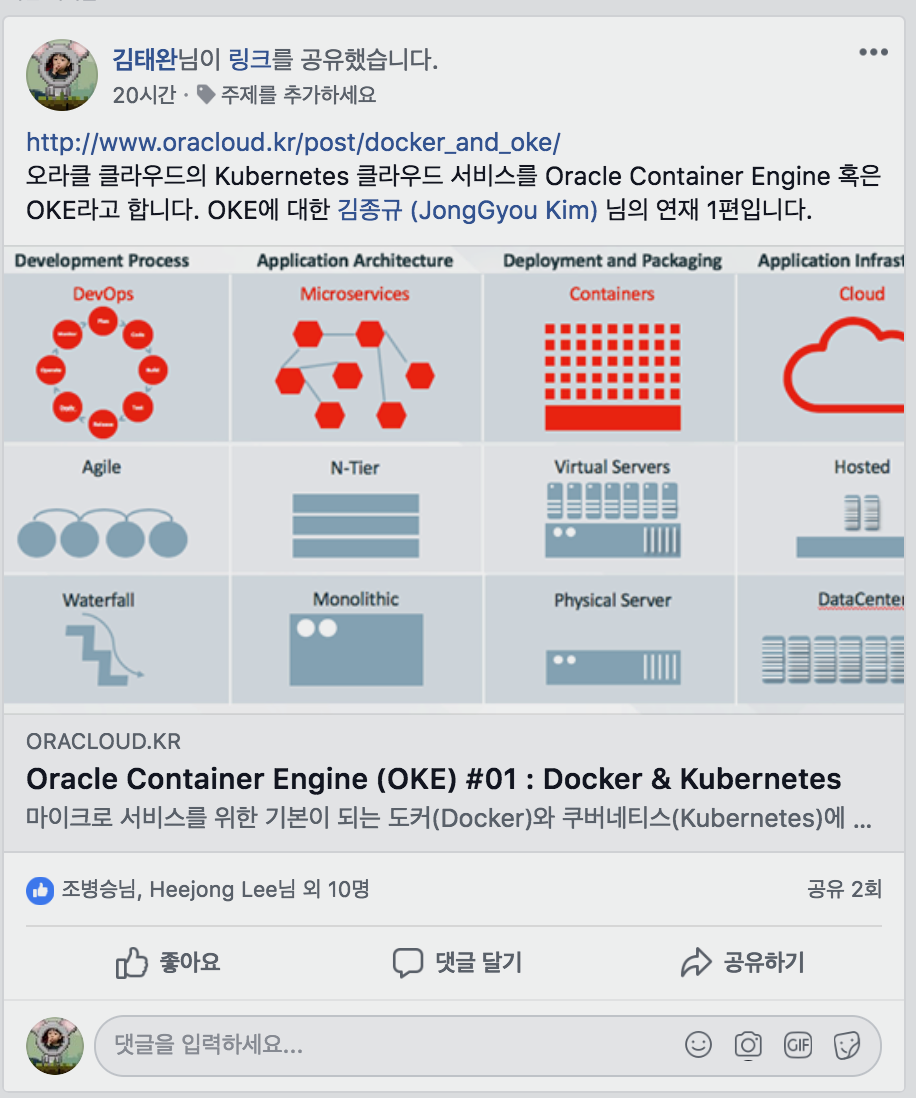 김태완님이 링크를 공유했습니다.
20시간 · 주제를 추가하세요
http://www.oracloud.kr/post/docker_and_oke/
오라클 클라우드의 Kubernetes 클라우드 서비스를 Oracle Container Engine 혹은
OKE라고 합니다. OKE에 대한 김종규 (JongGyou Kim) 님의 연재 1편입니다.
Development Process Application Architecture Deployment and Packaging Application Infrast
DevOps Microservices Containers Cloud
Plan
Monitor Code
Operate Build
Deploy Test
Release
Agile N-Tier Virtual Servers Hosted
Waterfall Monolithic Physical Server DataCenter
ORACLOUD.KR
Oracle Container Engine (OKE) #01 : Docker & Kubernetes
마이크로 서비스를 위한 기본이 되는 도커(Docker)와 쿠버네티스(Kubernetes)에 ...
조병승님, Heejong Lee님 외 10명 공유 2회
좋아요 댓글 달기 공유하기
댓글을 입력하세요...
GIF